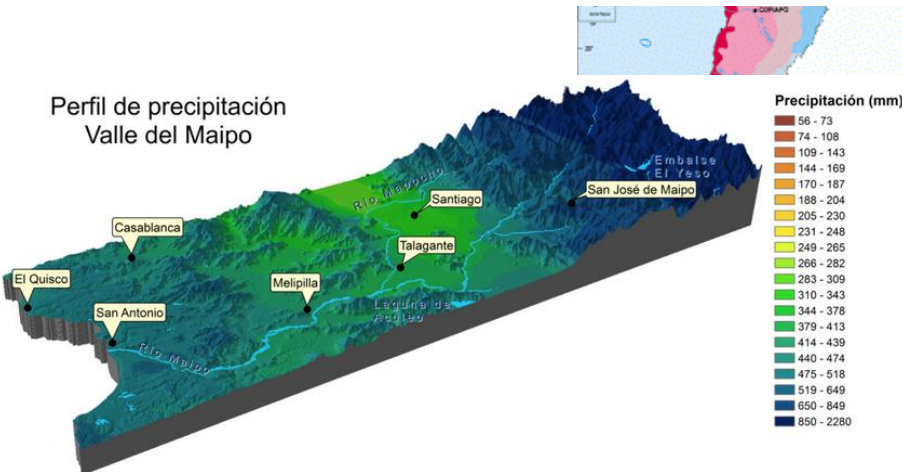 COPIAPO
Perfil de precipitación
Valle del Maipo
Precipitación (mm)
56 - 73
74 - 108
109 - 143
144 - 169
170 - 187
188 - 204
205 - 230
231 - 248
249 - 265
266 - 282
283 - 309
310 - 343
344 - 378
379 - 413
414 - 439
440 - 474
475 - 518
519 - 649
650 - 849
850 - 2280
Embalse
El Yeso
San José de Maipo
Río Mapocho
Santiago
Casablanca
Talagante
El Quisco
Melipilla
San Antonio
Laguna de
Aculeo
Río Maipo